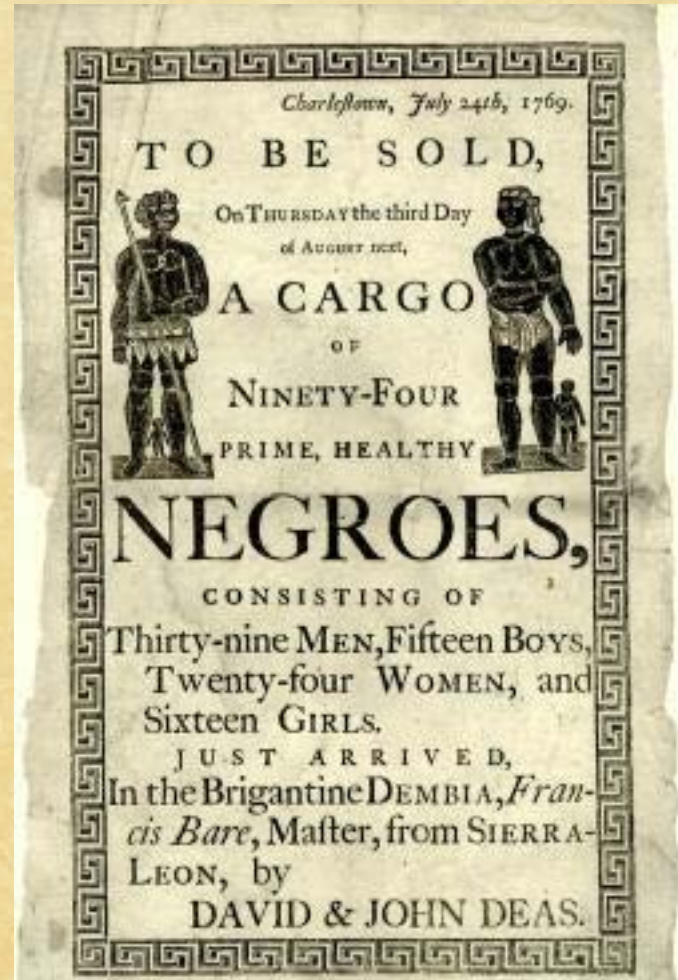 Charleſtown, July 24th, 1769.
TO BE SOLD,
On THURSDAY the third Day
of AUGUST next,
A CARGO
OF
NINETY-FOUR
PRIME, HEALTHY
NEGROES,
CONSISTING OF
Thirty-nine MEN, Fifteen BOYS,
Twenty-four WOMEN, and
Sixteen GIRLS.
JUST ARRIVED,
In the Brigantine DEMBIA, Fran-
cis Bare, Maſter, from SIERRA-
LEON, by
DAVID & JOHN DEAS.